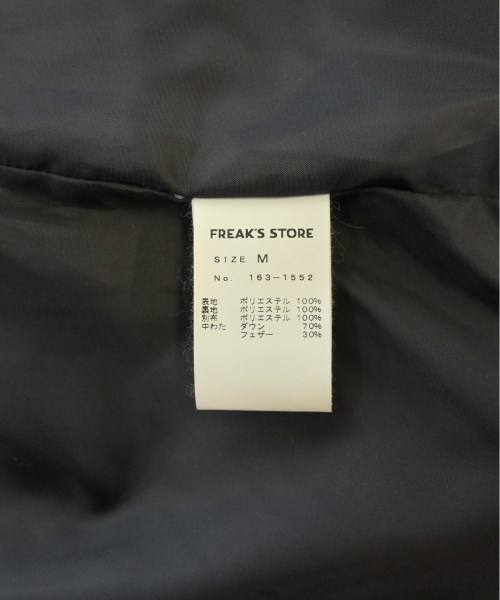 FREAK'S STORE
SIZE M
No. 163-1552
表地 ポリエステル 100%
裏地 ポリエステル 100%
別布 ポリエステル 100%
中わた ダウン 70%
フェザー 30%